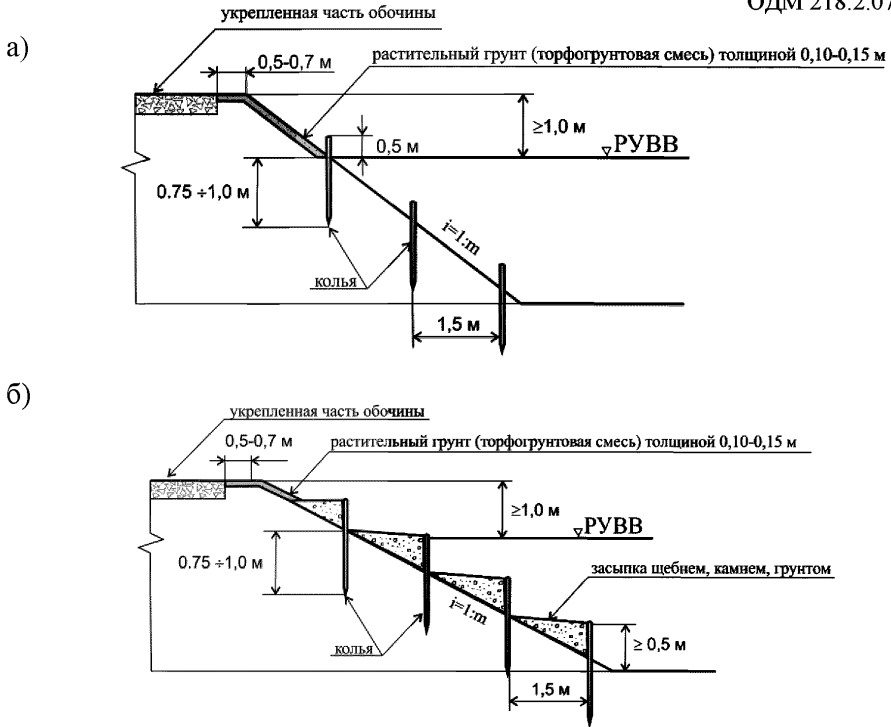 ОДМ 218.2.07
укрепленная часть обочины
а)
0,5-0,7 м
растительный грунт (торфогрунтовая смесь) толщиной 0,10-0,15 м
≥1,0 м
0,5 м
РУВВ
0.75 ÷1,0 м
i=1:m
колья
1,5 м
б)
укрепленная часть обочины
0,5-0,7 м
растительный грунт (торфогрунтовая смесь) толщиной 0,10-0,15 м
≥1,0 м
РУВВ
0.75 ÷1,0 м
засыпка щебнем, камнем, грунтом
i=1:m
колья
≥ 0,5 м
1,5 м